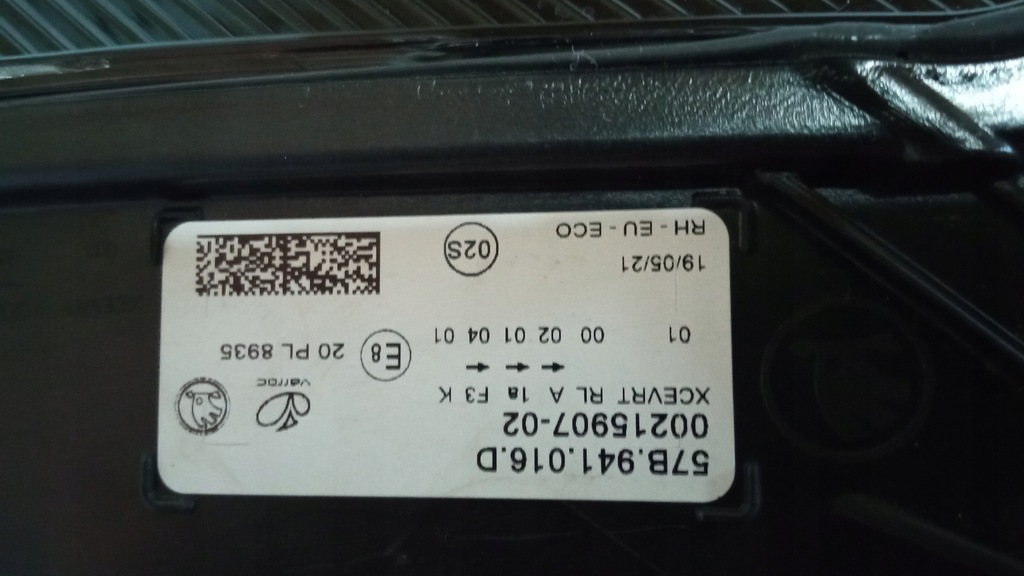 57B.941.016.D
00215907-02
XCEVRT RL A 1a F3 K
01 00 02 01 04 01
varroc
E8 20 PL 8935
19/05/21
RH - EU - ECO
02S